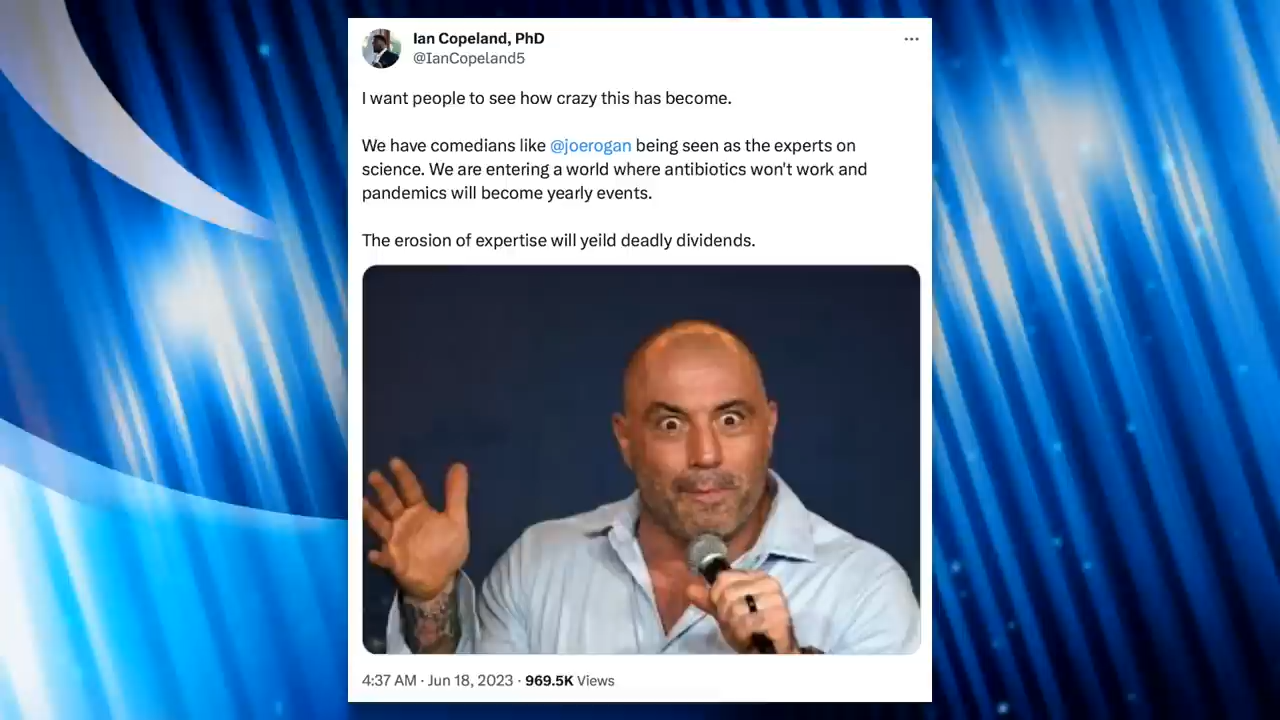 Ian Copeland, PhD
@IanCopeland5
I want people to see how crazy this has become.
We have comedians like @joerogan being seen as the experts on
science. We are entering a world where antibiotics won't work and
pandemics will become yearly events.
The erosion of expertise will yeild deadly dividends.
4:37 AM · Jun 18, 2023 · 969.5K Views